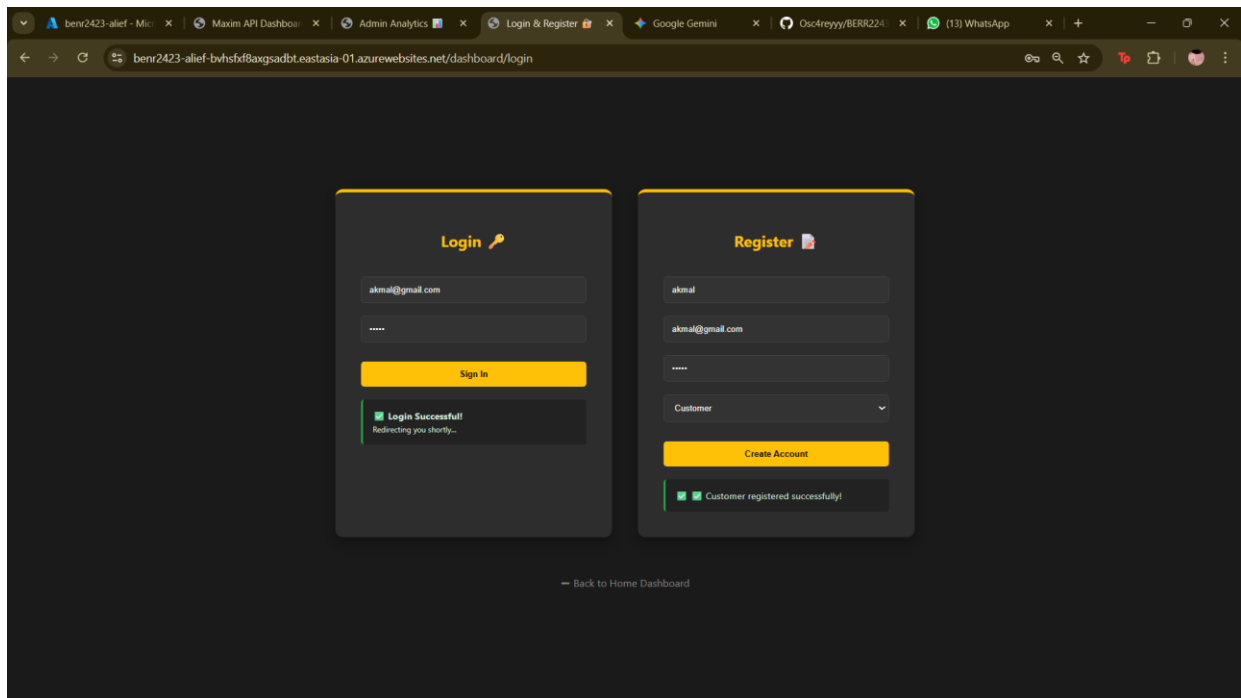 benr2423-alief - Mic
Maxim API Dashboar
Admin Analytics
Login & Register
Google Gemini
Osc4reyyy/BERR2243
(13) WhatsApp
benr2423-alief-bvhsfxf8axgsadbt.eastasia-01.azurewebsites.net/dashboard/login
Tp
Login
akmal@gmail.com
•••••
Sign In
Login Successful!
Redirecting you shortly...
Register
akmal
akmal@gmail.com
•••••
Customer
Create Account
Customer registered successfully!
Back to Home Dashboard